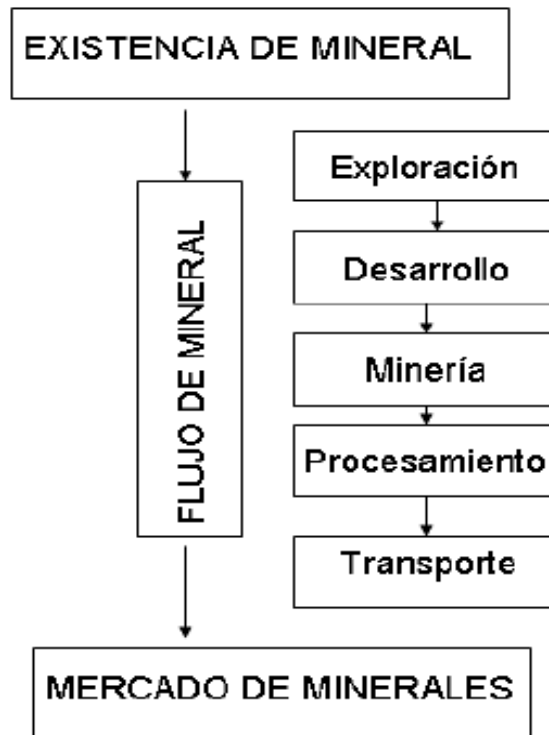 EXISTENCIA DE MINERAL
FLUJO DE MINERAL
Exploración
Desarrollo
Minería
Procesamiento
Transporte
MERCADO DE MINERALES